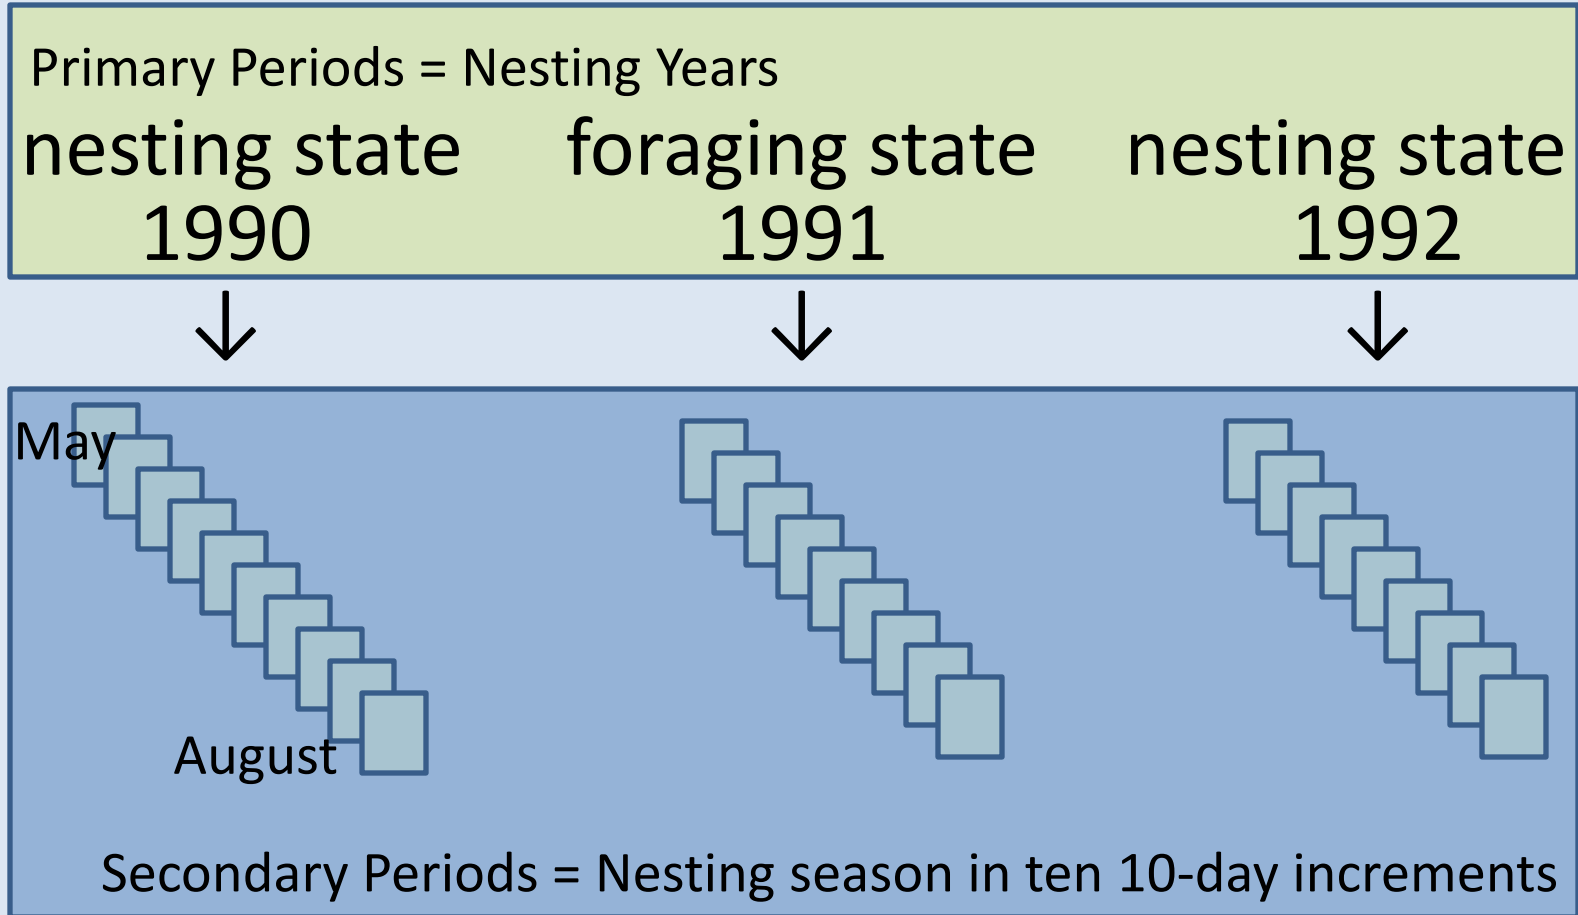 Primary Periods = Nesting Years
nesting state foraging state nesting state
1990 1991 1992
May
August
Secondary Periods = Nesting season in ten 10-day increments